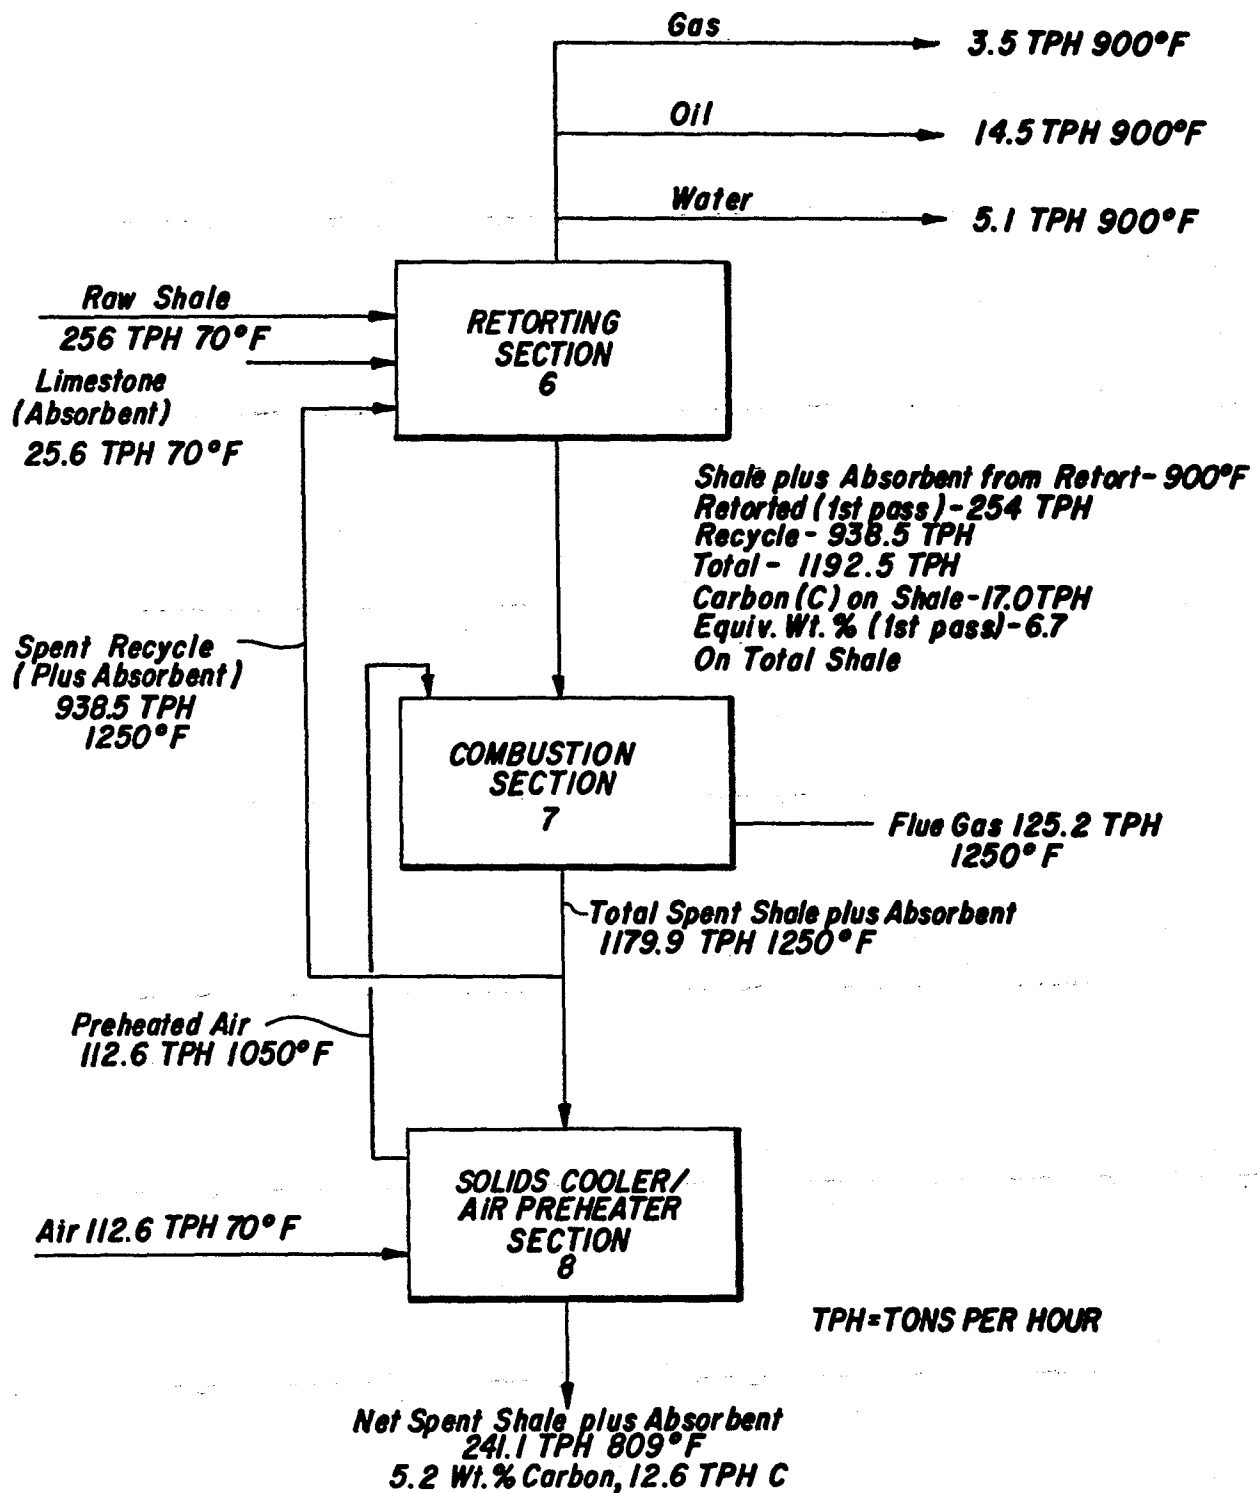 Gas
3.5 TPH 900°F
Oil
14.5 TPH 900°F
Water
5.1 TPH 900°F
Raw Shale
256 TPH 70°F
Limestone
(Absorbent)
25.6 TPH 70°F
RETORTING
SECTION
6
Shale plus Absorbent from Retort-900°F
Retorted (1st pass)-254 TPH
Recycle- 938.5 TPH
Total- 1192.5 TPH
Carbon (C) on Shale-17.0TPH
Equiv. Wt.% (1st pass)-6.7
On Total Shale
Spent Recycle
(Plus Absorbent)
938.5 TPH
1250°F
COMBUSTION
SECTION
7
Flue Gas 125.2 TPH
1250°F
Total Spent Shale plus Absorbent
1179.9 TPH 1250°F
Preheated Air
112.6 TPH 1050°F
SOLIDS COOLER/
AiR PREHEATER
SECTION
8
Air 112.6 TPH 70°F
TPH=TONS PER HOUR
Net Spent Shale plus Absorbent
241.1 TPH 809°F
5.2 Wt.% Carbon, 12.6 TPH C